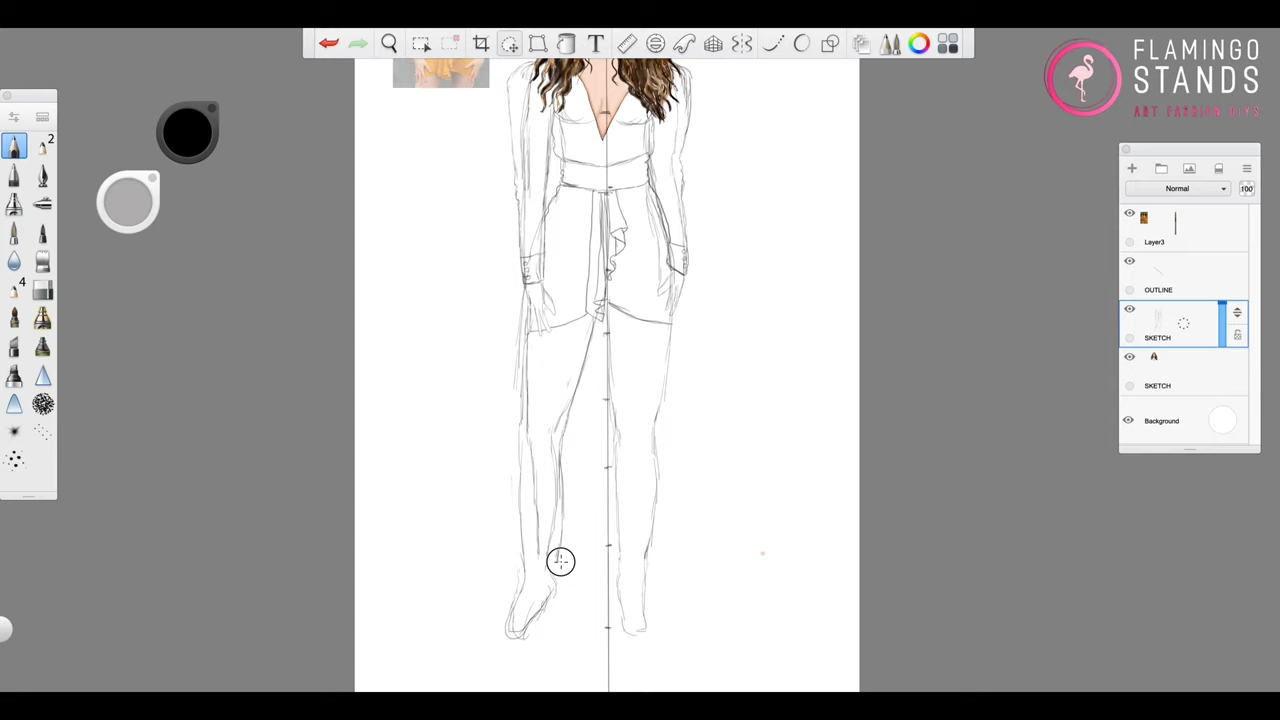 T
FLAMINGO
STANDS
ART FASHION DIYS
2
4
Normal
100
Layer3
OUTLINE
SKETCH
SKETCH
Background